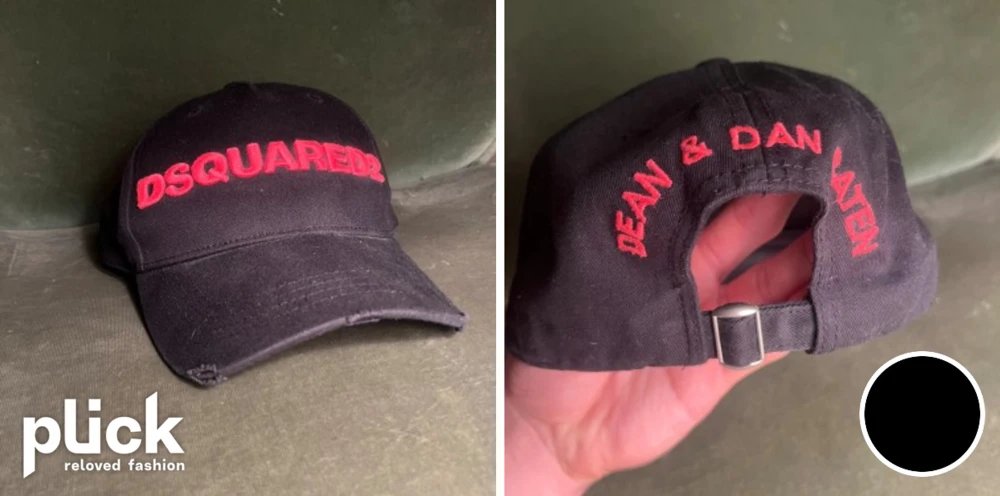 DSQUARED2
plick
reloved fashion
DEAN & DAN CATEN